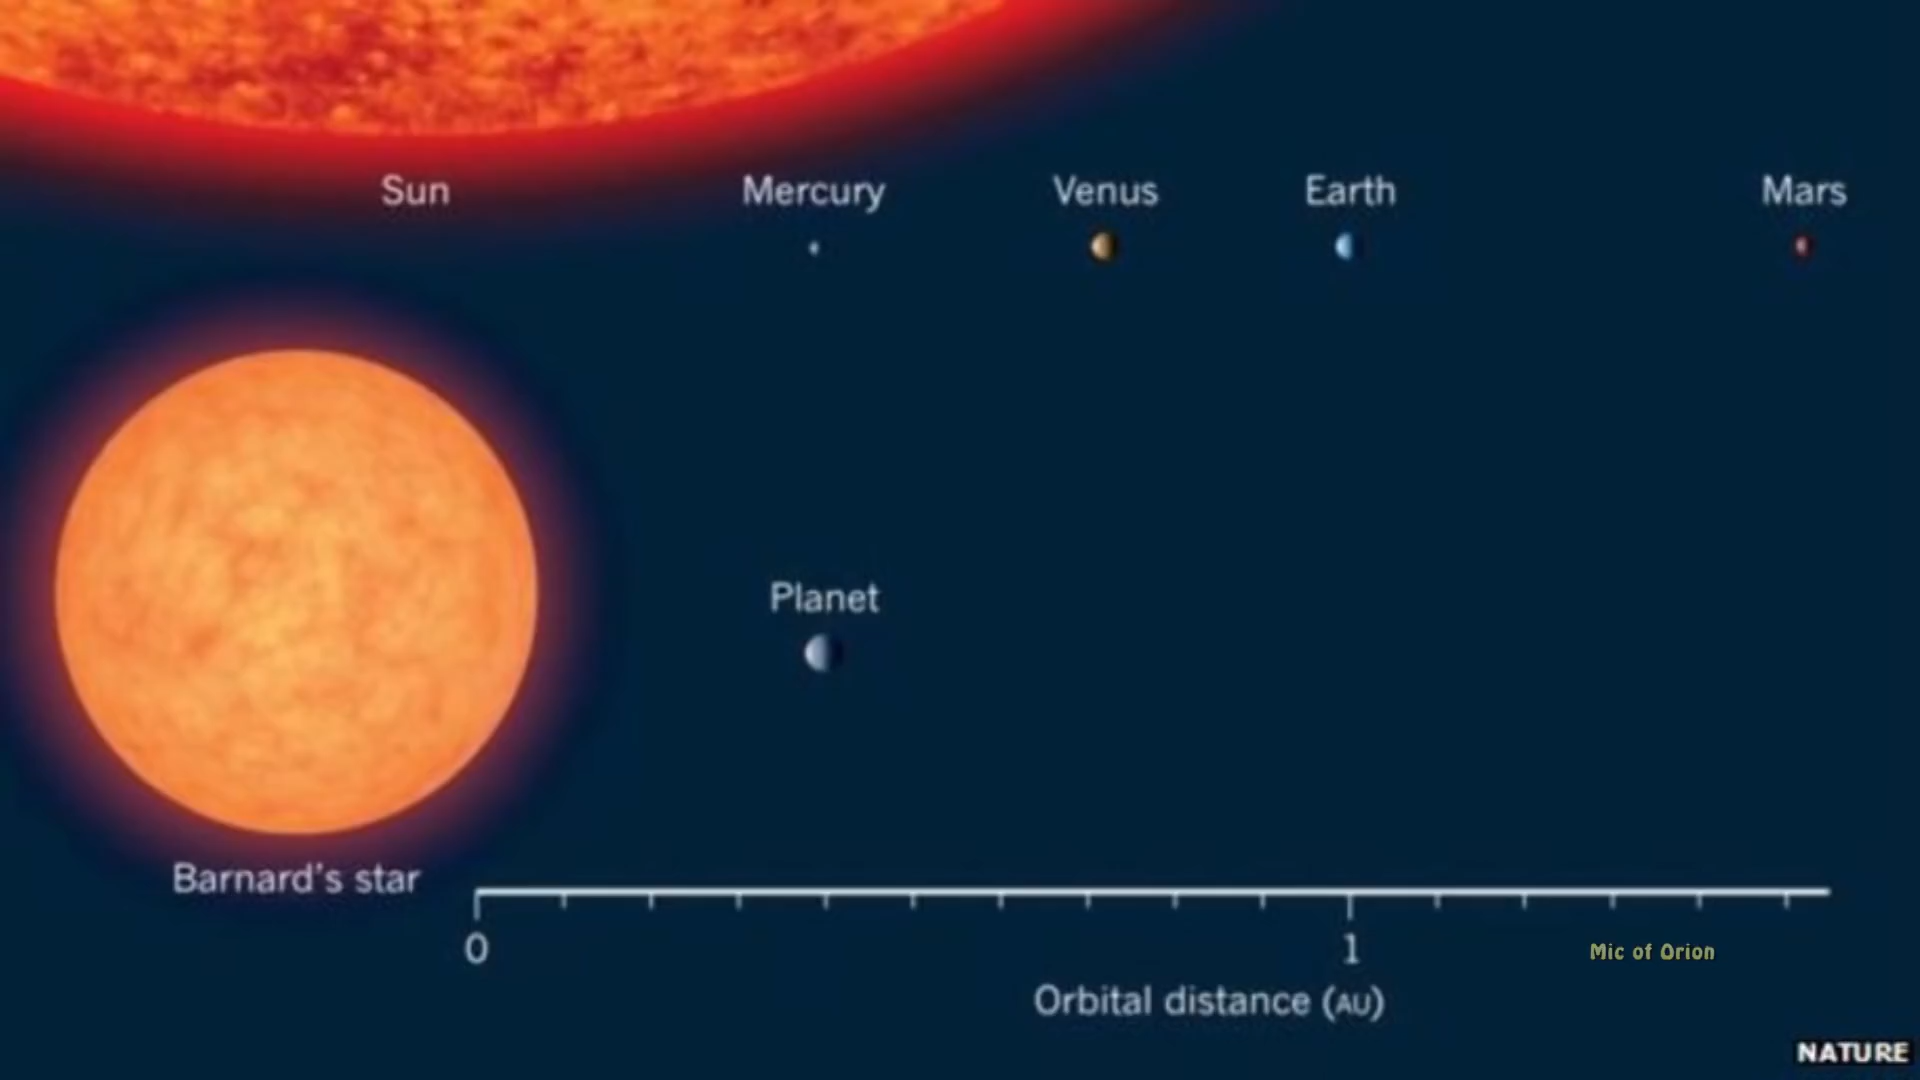 Sun
Mercury
Venus
Earth
Mars
Planet
Barnard's star
0
1
Mic of Orion
Orbital distance (AU)
NATURE